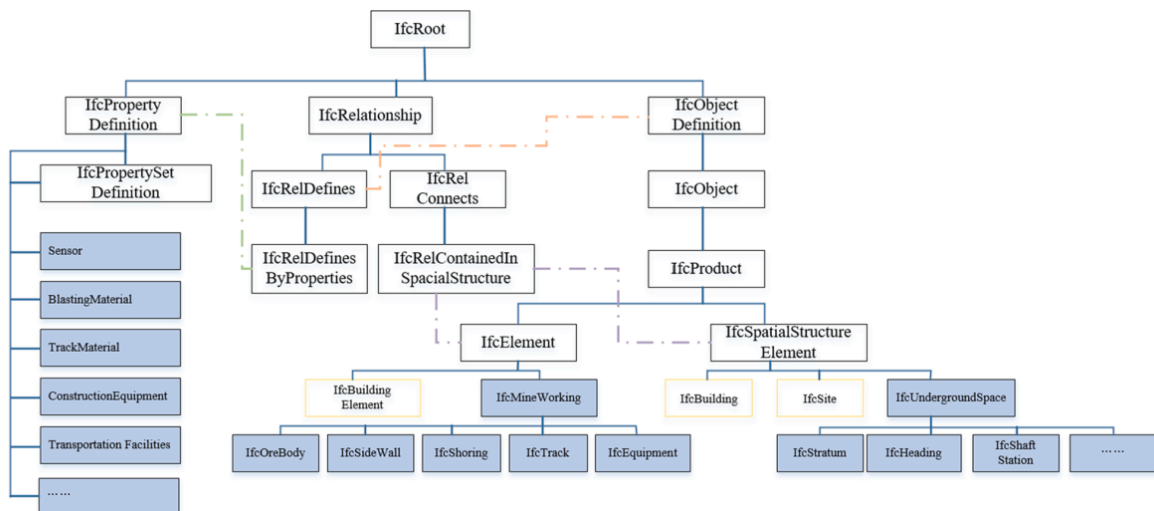 IfcRoot
IfcProperty
Definition
IfcRelationship
IfcObject
Definition
IfcPropertySet
Definition
IfcRelDefines
IfcRel
Connects
IfcObject
Sensor
IfcRelDefines
ByProperties
IfcRelContainedIn
SpacialStructure
IfcProduct
BlastingMaterial
TrackMaterial
IfcElement
IfcSpatialStructure
Element
ConstructionEquipment
IfcBuilding
Element
IfcMineWorking
IfcBuilding
IfcSite
IfcUndergroundSpace
Transportation Facilities
IfcOreBody
IfcSideWall
IfcShoring
IfcTrack
IfcEquipment
IfcStratum
IfcHeading
IfcShaft
Station
……
……